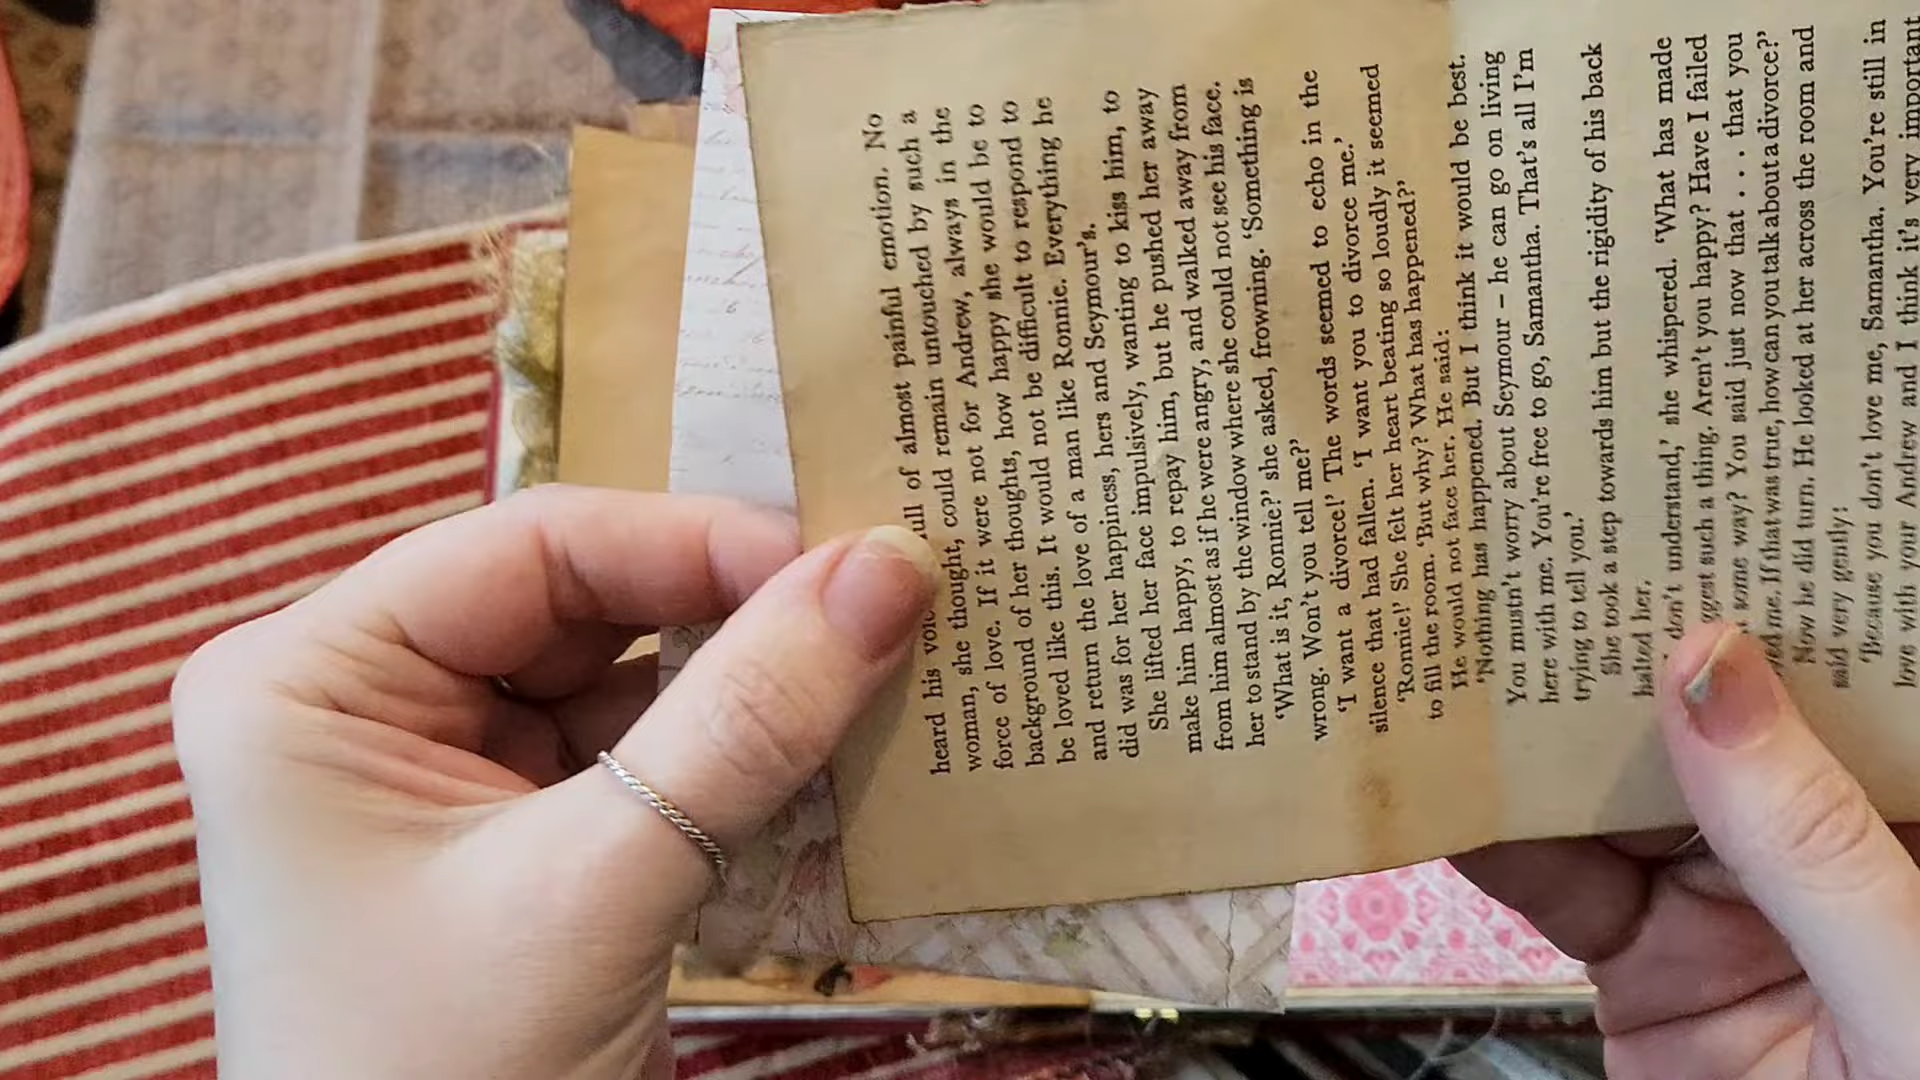 heard his full of almost painful emotion. No
woman, she thought, could remain untouched by such a
force of love. If it were not for Andrew, always in the
background of her thoughts, how happy she would be to
be loved like this. It would not be difficult to respond to
and return the love of a man like Ronnie. Everything he
did was for her happiness, hers and Seymour's.
She lifted her face impulsively, wanting to kiss him, to
make him happy, to repay him, but he pushed her away
from him almost as if he were angry, and walked away from
her to stand by the window where she could not see his face.
'What is it, Ronnie?' she asked, frowning. 'Something is
wrong. Won't you tell me?'
'I want a divorce!' The words seemed to echo in the
silence that had fallen. 'I want you to divorce me.'
'Ronnie!' She felt her heart beating so loudly it seemed
to fill the room. 'But why? What has happened?'
He would not face her. He said:
'Nothing has happened. But I think it would be best.
You mustn't worry about Seymour – he can go on living
here with me. You're free to go, Samantha. That's all I'm
trying to tell you.'
She took a step towards him but the rigidity of his back
halted her.
don't understand,' she whispered. 'What has made
such a thing. Aren't you happy? Have I failed
some way? You said just now that . . . that you
me. If that was true, how can you talk about a divorce?'
Now he did turn. He looked at her across the room and
said very gently:
'Because you don't love me, Samantha. You're still in
love with your Andrew and I think it's very important